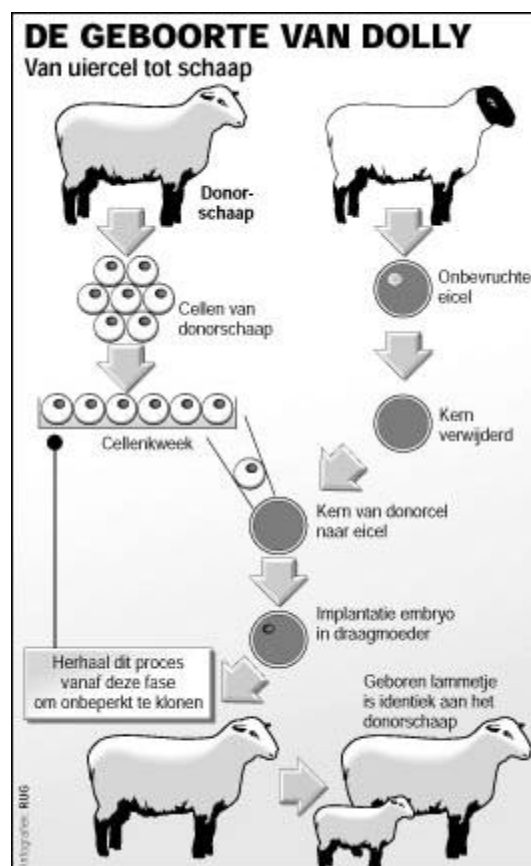 DE GEBOORTE VAN DOLLY
Van uiercel tot schaap
Donor-
schaap
Onbevruchte
eicel
Cellen van
donorschaap
Kern
verwijderd
Cellenkweek
Kern van donorcel
naar eicel
Implantatie embryo
in draagmoeder
Herhaal dit proces
vanaf deze fase
om onbeperkt te klonen
Geboren lammetje
is identiek aan het
donorschaap
Infografiek: RUG